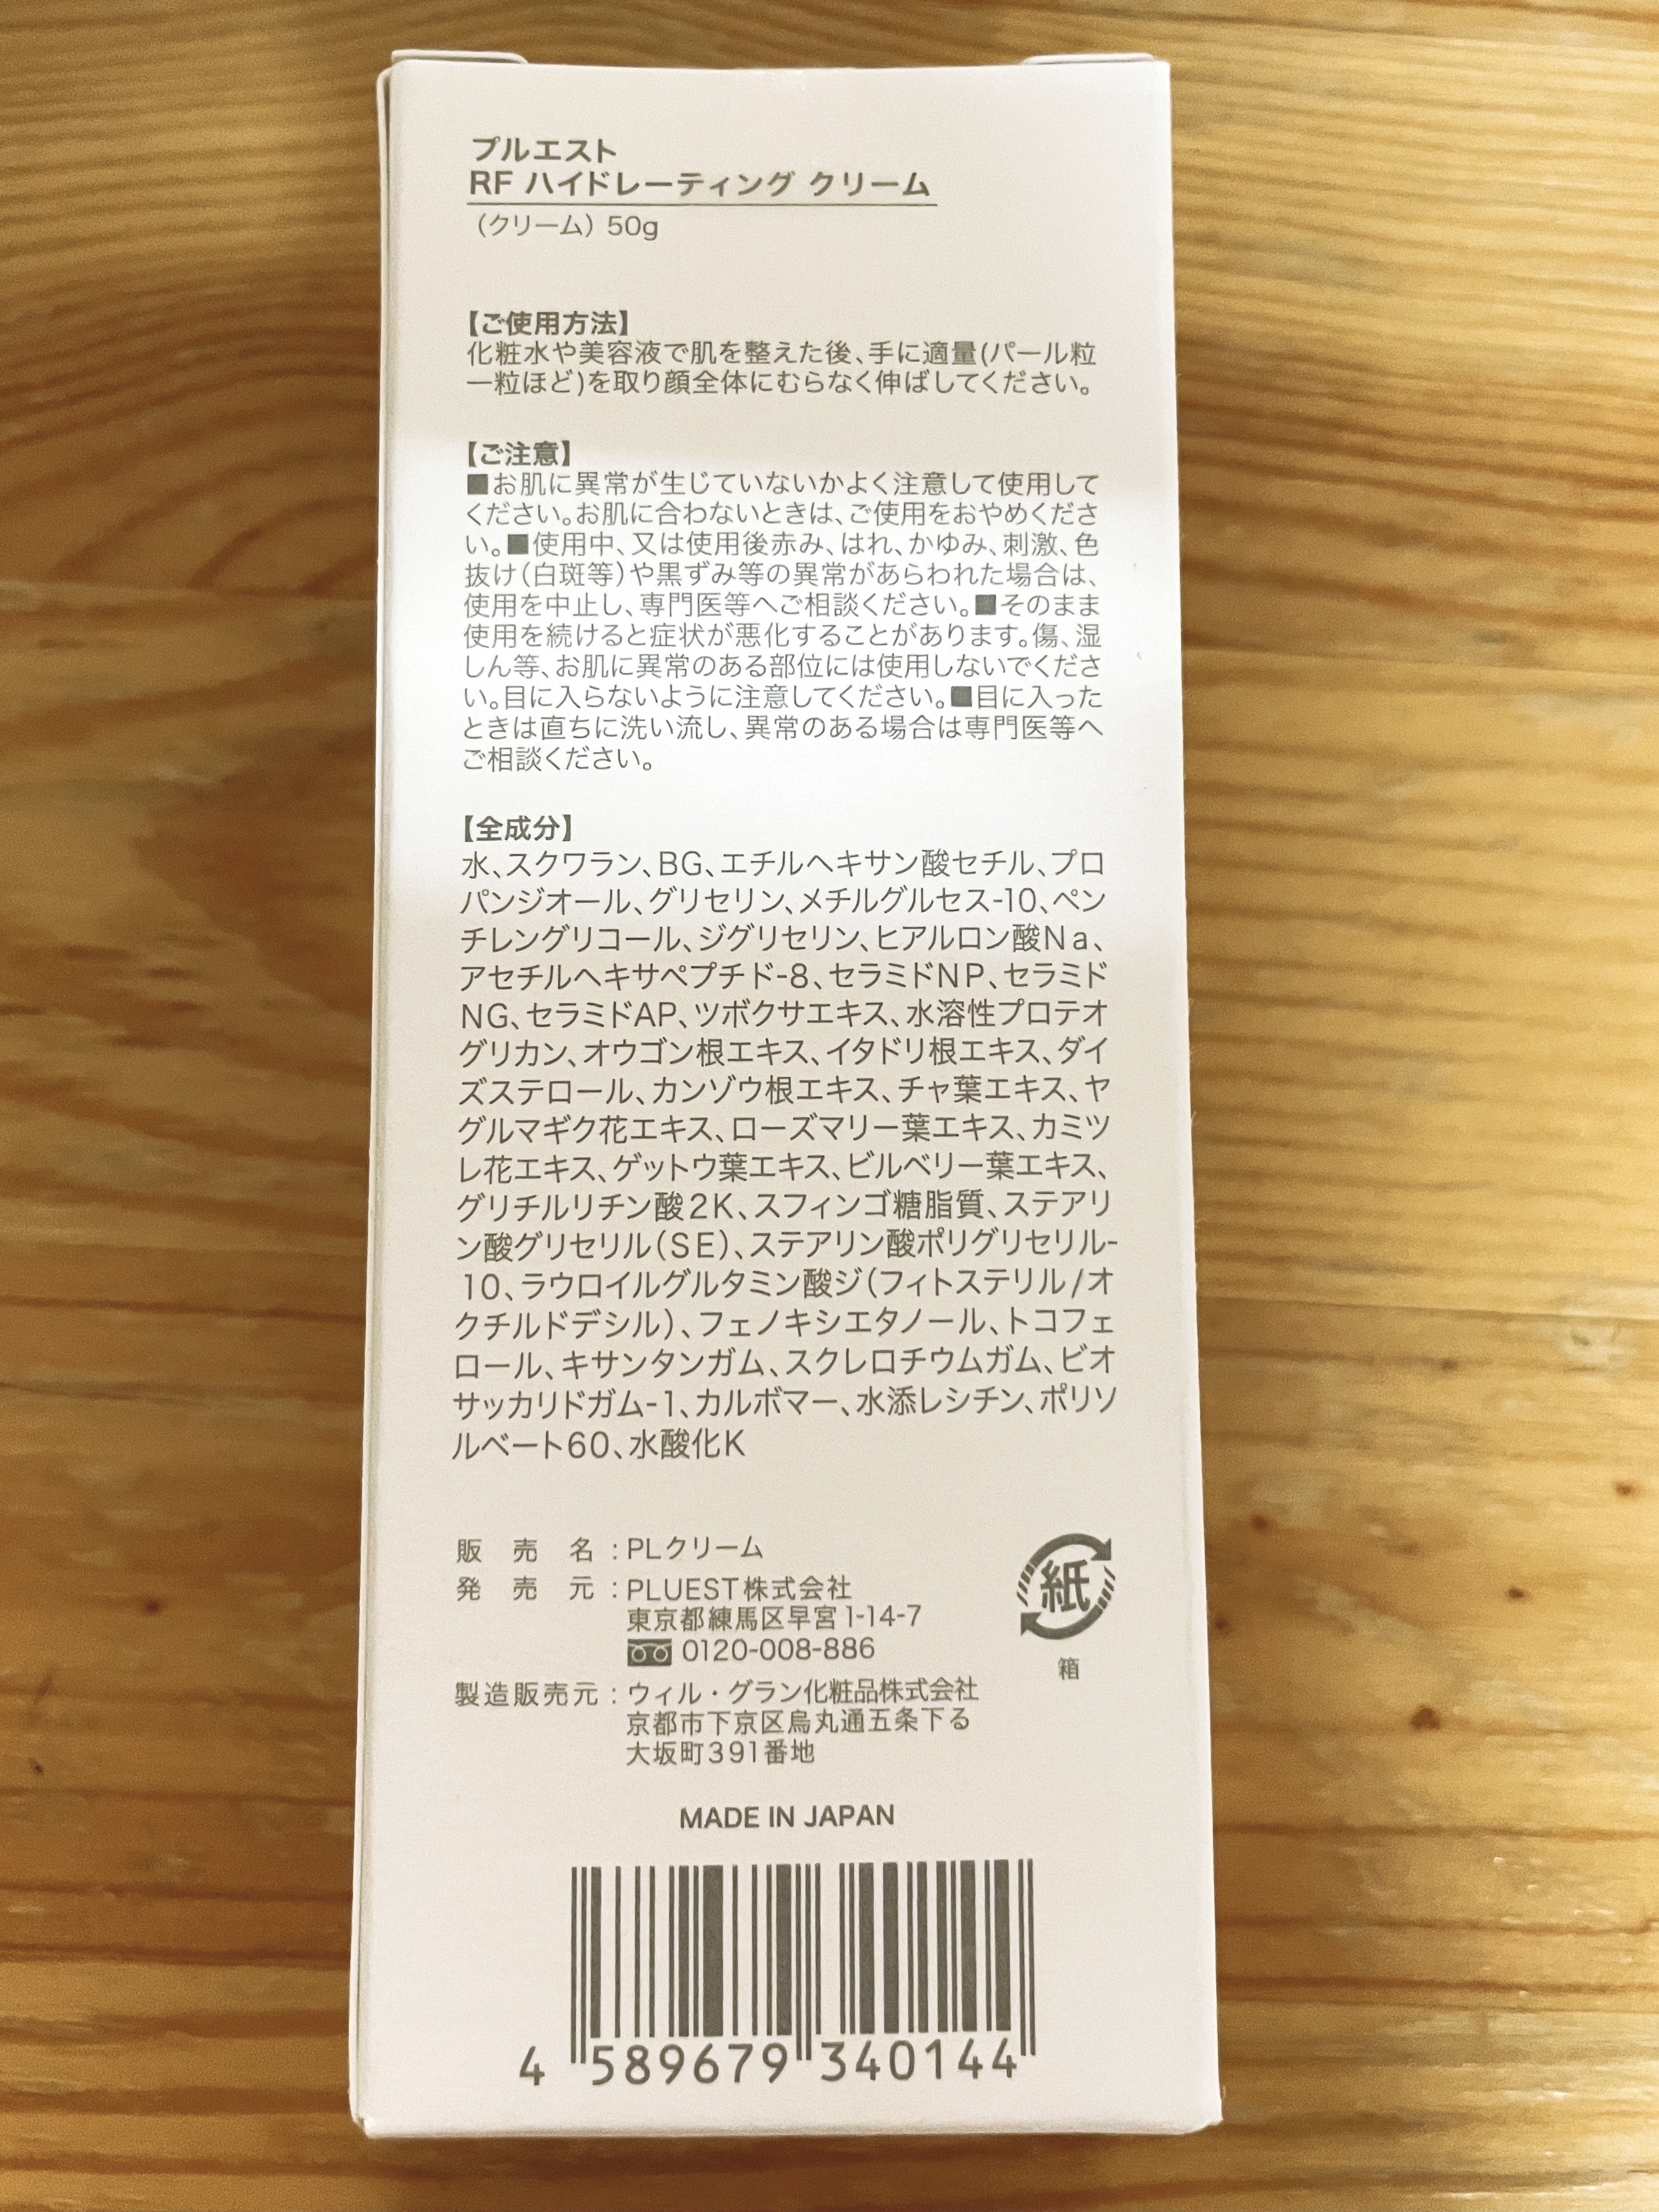 プルエスト
RF ハイドレーティング クリーム
（クリーム）50g
【ご使用方法】
化粧水や美容液で肌を整えた後、手に適量(パール粒
一粒ほど)を取り顔全体にむらなく伸ばしてください。
【ご注意】
■お肌に異常が生じていないかよく注意して使用して
ください。お肌に合わないときは、ご使用をおやめくださ
い。■使用中、又は使用後赤み、はれ、かゆみ、刺激、色
抜け（白斑等）や黒ずみ等の異常があらわれた場合は、
使用を中止し、専門医等へご相談ください。■そのまま
使用を続けると症状が悪化することがあります。傷、湿
しん等、お肌に異常のある部位には使用しないでくださ
い。目に入らないように注意してください。■目に入った
ときは直ちに洗い流し、異常のある場合は専門医等へ
ご相談ください。
【全成分】
水、スクワラン、BG、エチルヘキサン酸セチル、プロ
パンジオール、グリセリン、メチルグルセス-10、ペン
チレングリコール、ジグリセリン、ヒアルロン酸Na、
アセチルヘキサペプチド-8、セラミドNP、セラミド
NG、セラミドAP、ツボクサエキス、水溶性プロテオ
グリカン、オウゴン根エキス、イタドリ根エキス、ダイ
ズステロール、カンゾウ根エキス、チャ葉エキス、ヤ
グルマギク花エキス、ローズマリー葉エキス、カミツ
レ花エキス、ゲットウ葉エキス、ビルベリー葉エキス、
グリチルリチン酸2K、スフィンゴ糖脂質、ステアリ
ン酸グリセリル（SE）、ステアリン酸ポリグリセリル-
10、ラウロイルグルタミン酸ジ（フィトステリル/オ
クチルドデシル）、フェノキシエタノール、トコフェ
ロール、キサンタンガム、スクレロチウムガム、ビオ
サッカリドガム-1、カルボマー、水添レシチン、ポリソ
ルベート60、水酸化K
販売名：PLクリーム
発売元：PLUEST株式会社
東京都練馬区早宮1-14-7
0120-008-886
製造販売元：ウィル・グラン化粧品株式会社
京都市下京区烏丸通五条下る
大坂町391番地
紙
箱
MADE IN JAPAN
4 589679 340144